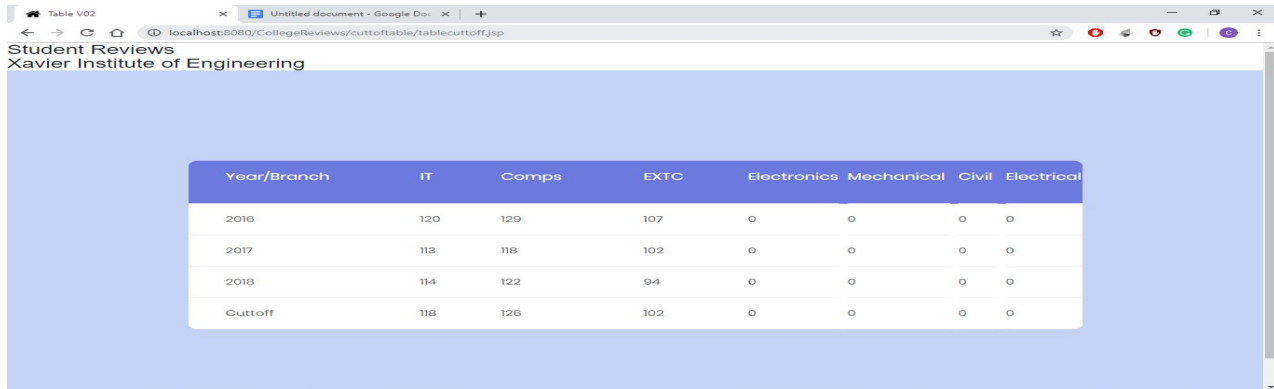 Table V02
Untitled document - Google Doc
localhost:8080/CollegeReviews/cuttoftable/tablecuttoff.jsp
Student Reviews
Xavier Institute of Engineering
Year/Branch IT Comps EXTC Electronics Mechanical Civil Electrical
2016 120 129 107 0 0 0 0
2017 113 118 102 0 0 0 0
2018 114 122 94 0 0 0 0
Cuttoff 118 126 102 0 0 0 0